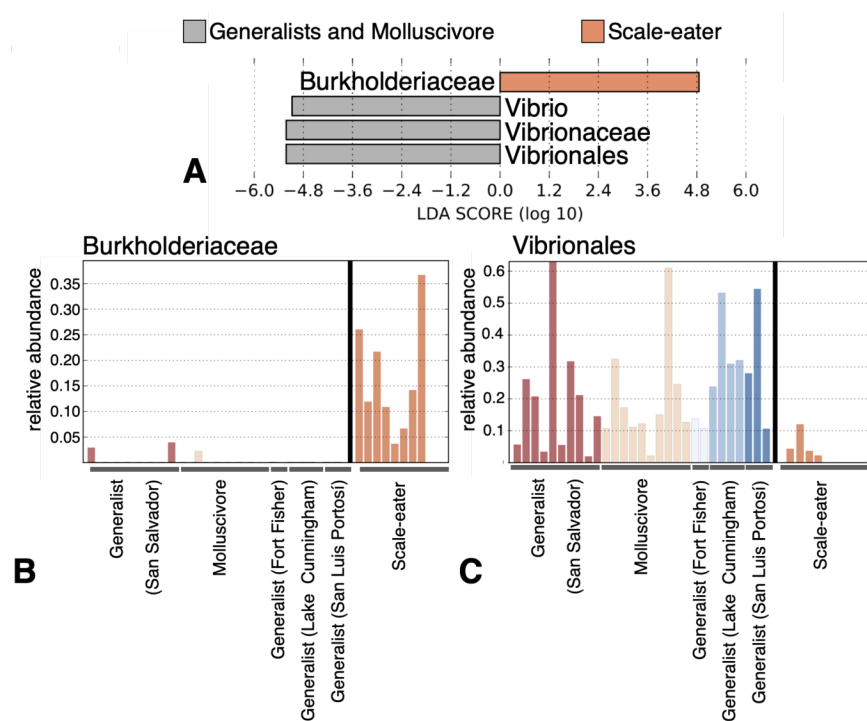 Generalists and Molluscivore
Scale-eater
Burkholderiaceae
Vibrio
Vibrionaceae
Vibrionales
A
−6.0 −4.8 −3.6 −2.4 −1.2 0.0 1.2 2.4 3.6 4.8 6.0
LDA SCORE (log 10)
Burkholderiaceae
relative abundance
0.35
0.30
0.25
0.20
0.15
0.10
0.05
Generalist
(San Salvador)
Molluscivore
Generalist (Fort Fisher)
Generalist (Lake Cunningham)
Generalist (San Luis Portosi)
Scale-eater
B
Vibrionales
relative abundance
0.6
0.5
0.4
0.3
0.2
0.1
Generalist
(San Salvador)
Molluscivore
Generalist (Fort Fisher)
Generalist (Lake Cunningham)
Generalist (San Luis Portosi)
Scale-eater
C